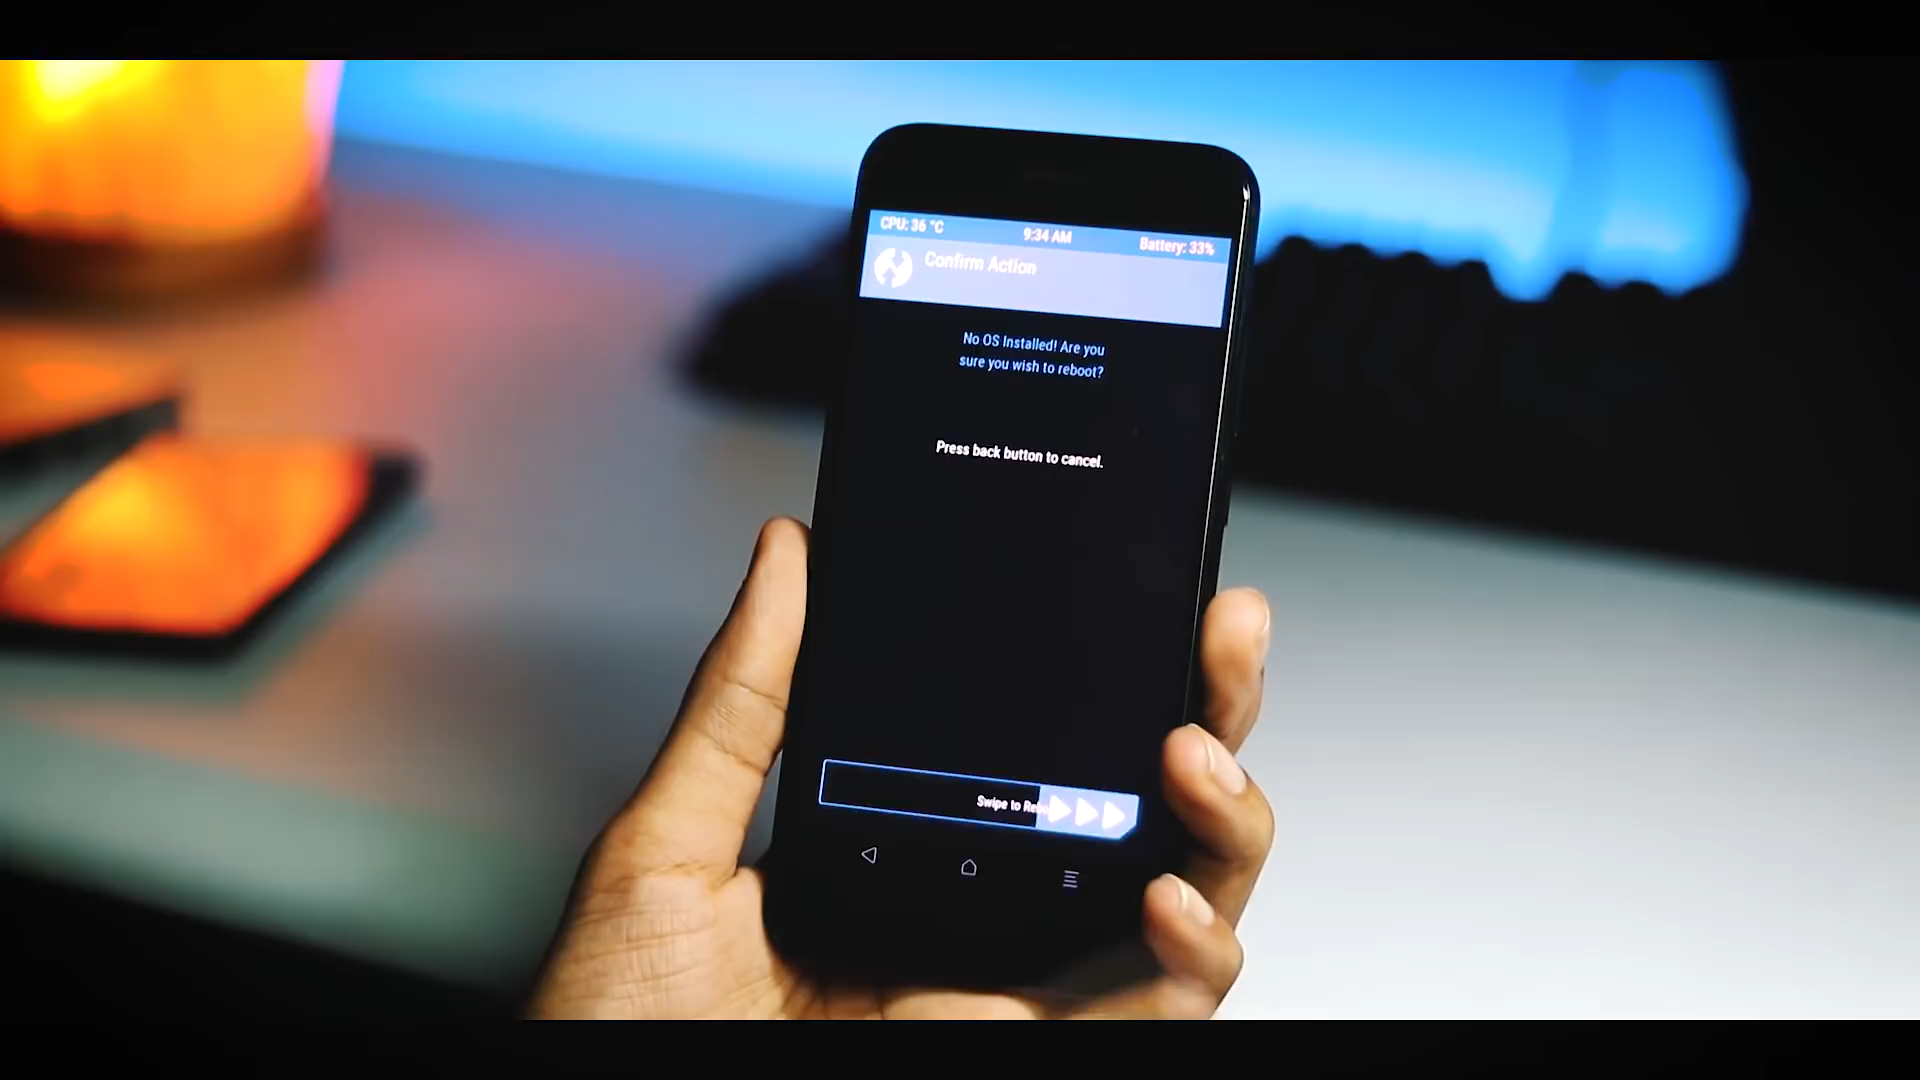 CPU: 36 °C
9:34 AM
Battery: 33%
Confirm Action
No OS Installed! Are you
sure you wish to reboot?
Press back button to cancel.
Swipe to